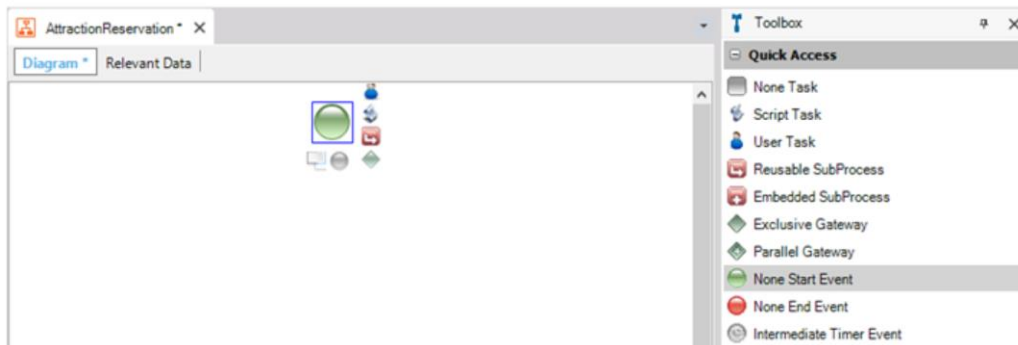 AttractionReservation * X
Diagram * Relevant Data
Toolbox
Quick Access
None Task
Script Task
User Task
Reusable SubProcess
Embedded SubProcess
Exclusive Gateway
Parallel Gateway
None Start Event
None End Event
Intermediate Timer Event